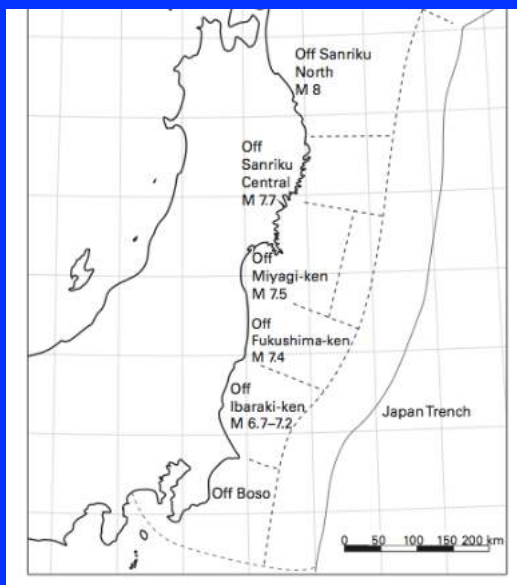 Off Sanriku
North
M 8
Off
Sanriku
Central
M 7.7
Off
Miyagi-ken
M 7.5
Off
Fukushima-ken
M 7.4
Off
Ibaraki-ken
M 6.7–7.2
Japan Trench
Off Boso
0 50 100 150 200 km